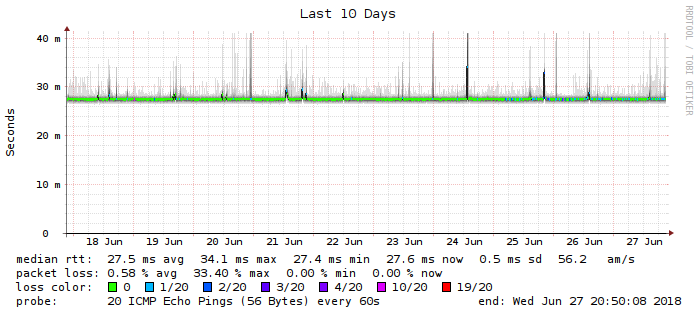 Last 10 Days
RRDTOOL / TOBI OETIKER
Seconds
40 m
30 m
20 m
10 m
0
18 Jun 19 Jun 20 Jun 21 Jun 22 Jun 23 Jun 24 Jun 25 Jun 26 Jun 27 Jun
median rtt: 27.5 ms avg 34.1 ms max 27.4 ms min 27.6 ms now 0.5 ms sd 56.2 am/s
packet loss: 0.58 % avg 33.40 % max 0.00 % min 0.00 % now
loss color: 0 1/20 2/20 3/20 4/20 10/20 19/20
probe: 20 ICMP Echo Pings (56 Bytes) every 60s end: Wed Jun 27 20:50:08 2018